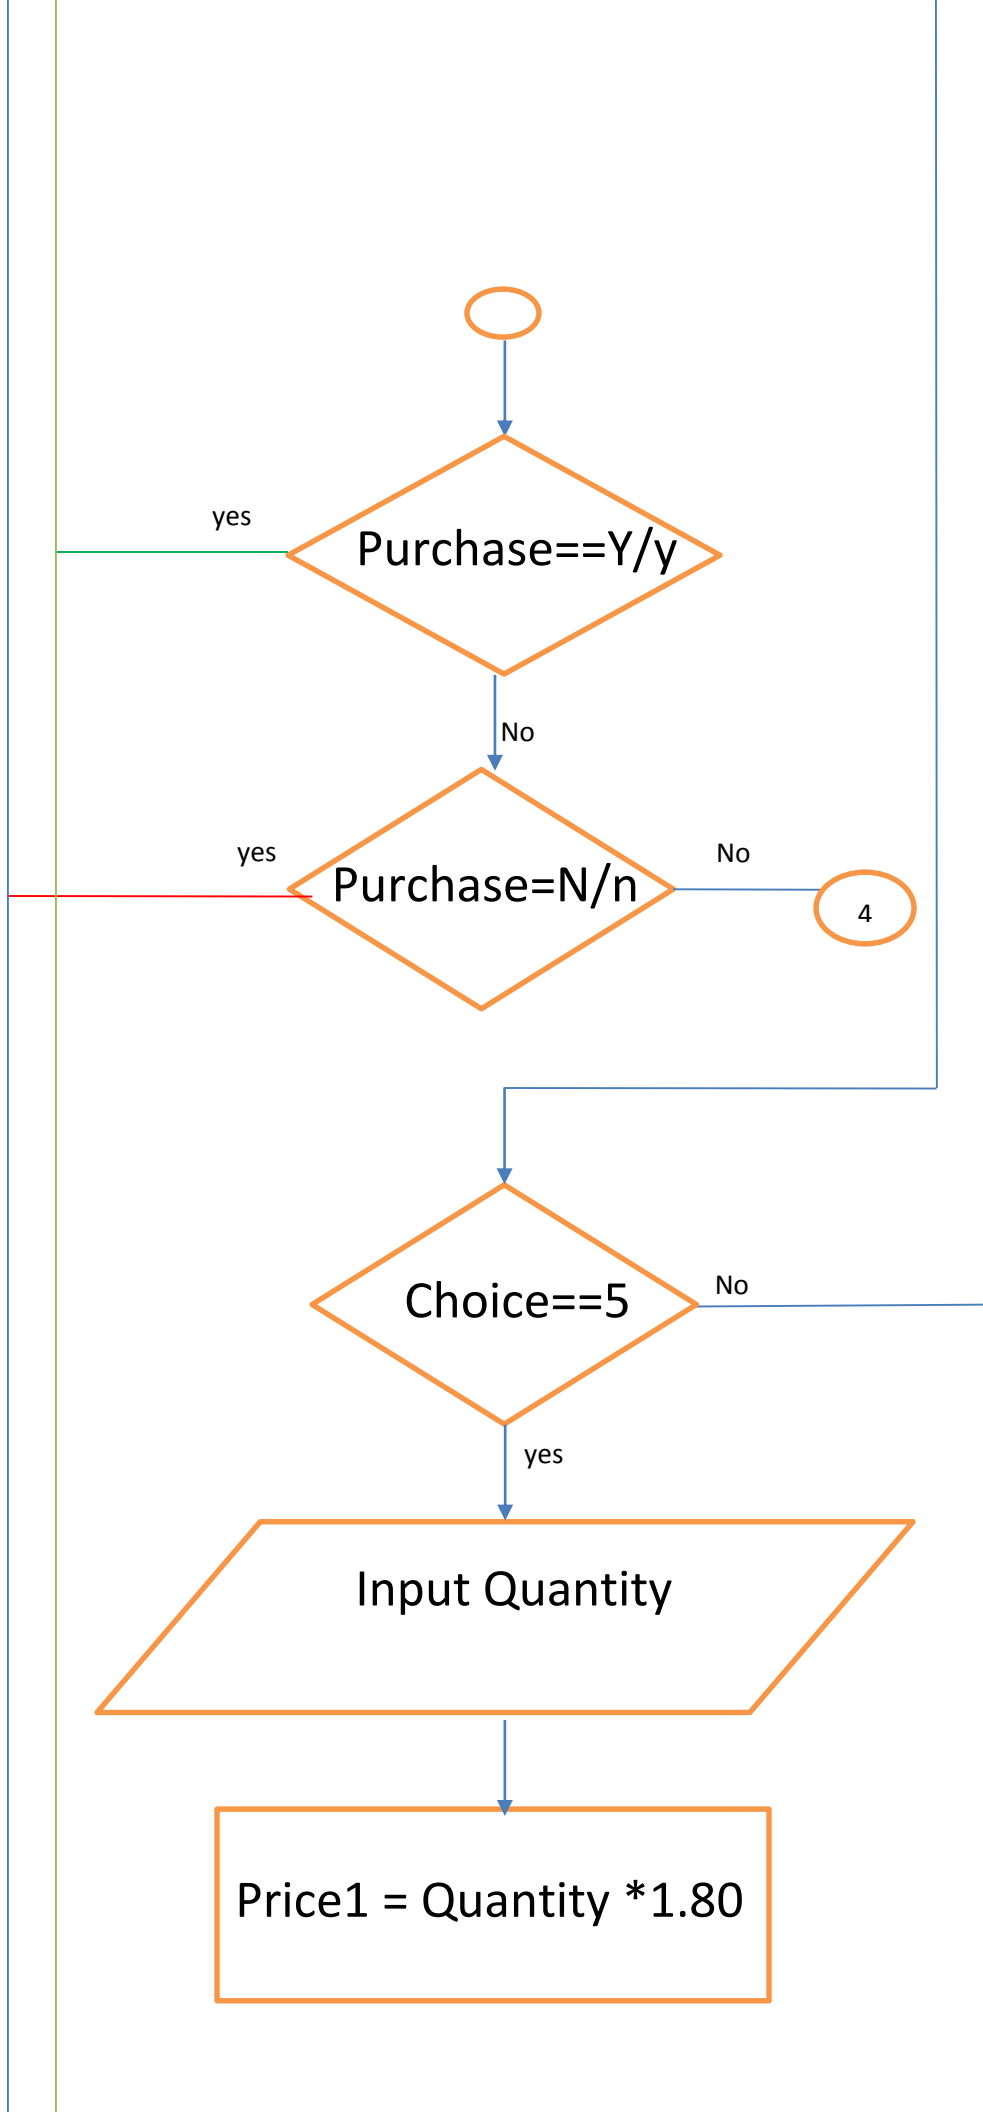 yes
Purchase==Y/y
No
yes
No
Purchase=N/n
4
Choice==5
No
yes
Input Quantity
Price1 = Quantity *1.80